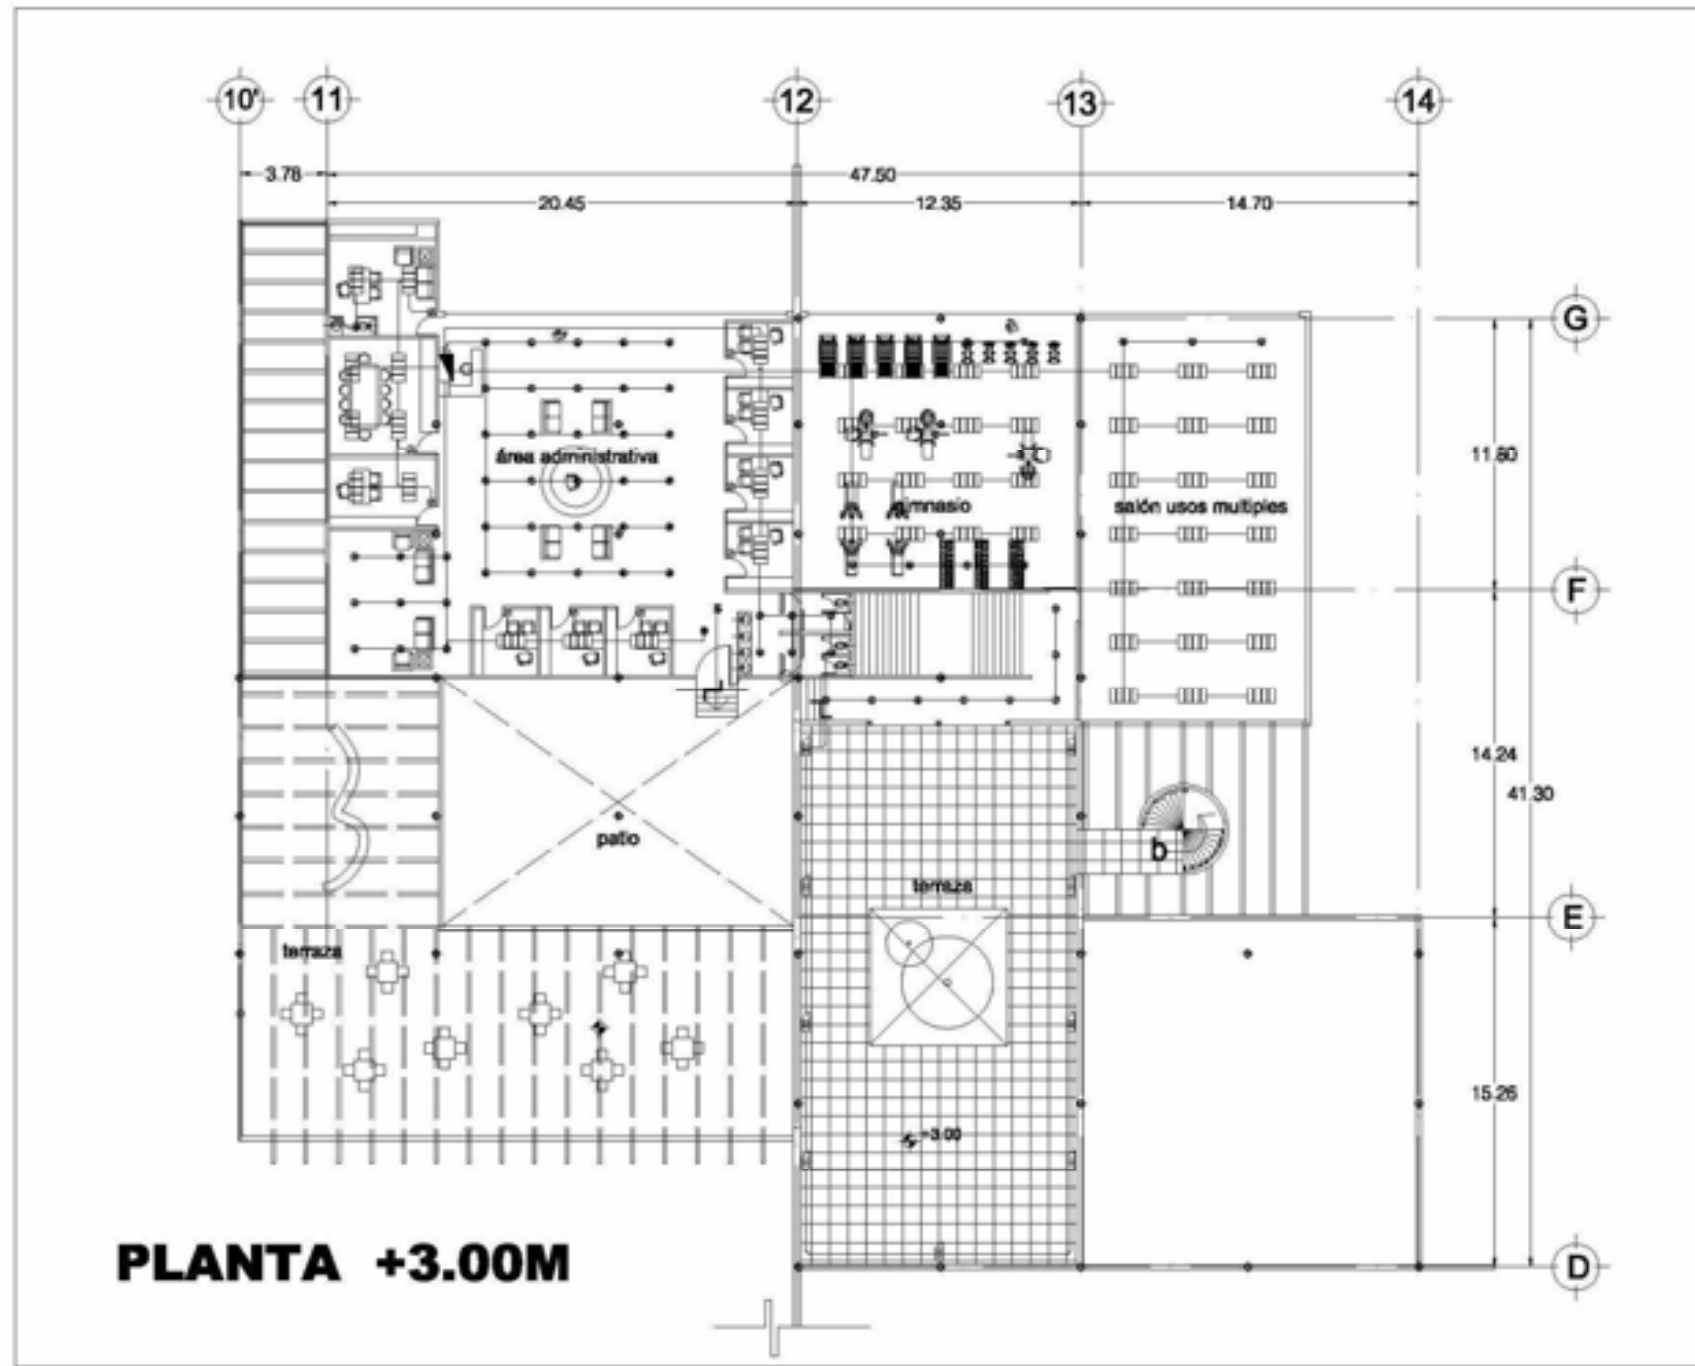 10' 11 12 13 14
3.78 47.50
20.45 12.35 14.70
G
área administrativa
11.80
gimnasio
salón usos multiples
F
14.24
41.30
patio
b
terraza
E
terraza
15.26
+3.00
PLANTA +3.00M
D